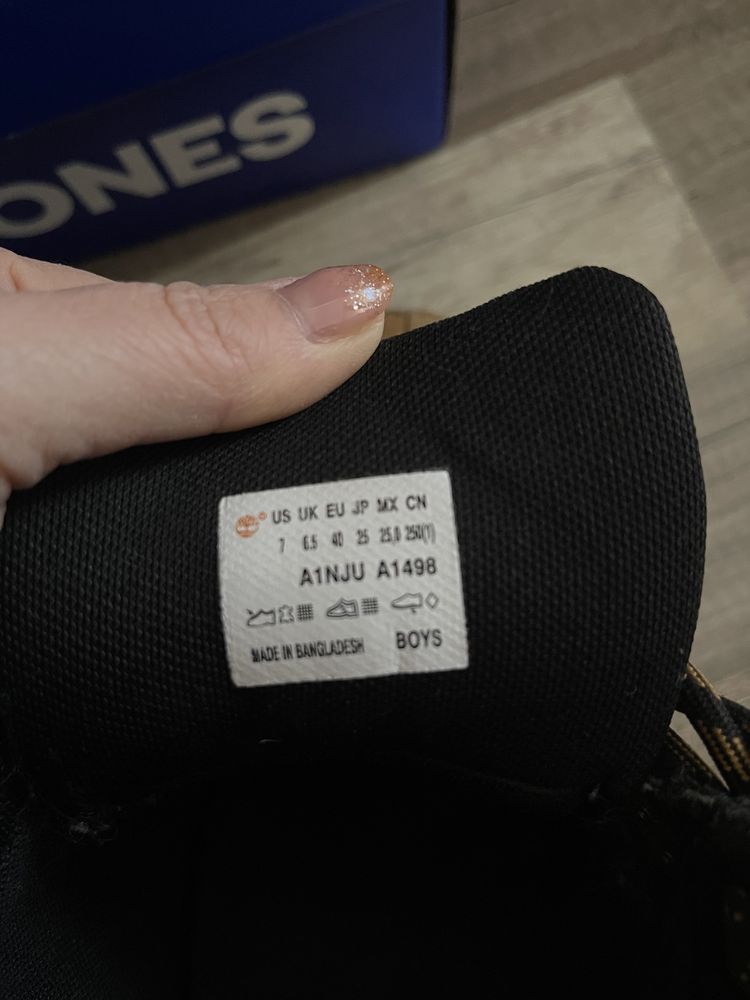 ONES
US UK EU JP MX CN
7 6.5 40 25 25,0 250(1)
A1NJU A1498
MADE IN BANGLADESH BOYS